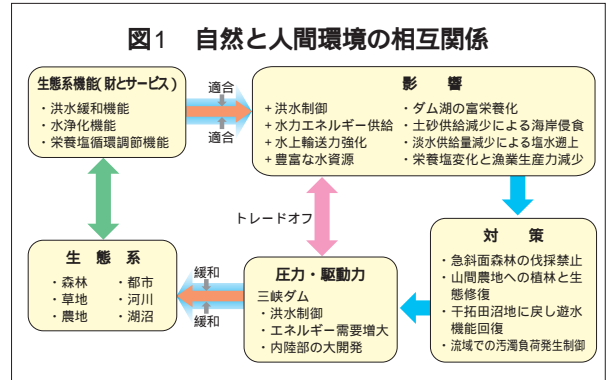 図1 自然と人間環境の相互関係
生態系機能(財とサービス)
・洪水緩和機能
・水浄化機能
・栄養塩循環調節機能
適合
適合
影 響
+洪水制御
+水力エネルギー供給
+水上輸送力強化
+豊富な水資源
・ダム湖の富栄養化
・土砂供給減少による海岸侵食
・淡水供給量減少による塩水遡上
・栄養塩変化と漁業生産力減少
トレードオフ
生 態 系
・森林
・草地
・農地
・都市
・河川
・湖沼
緩和
緩和
圧力・駆動力
三峡ダム
・洪水制御
・エネルギー需要増大
・内陸部の大開発
対 策
・急斜面森林の伐採禁止
・山間農地への植林と生
態修復
・干拓田沼地に戻し遊水
機能回復
・流域での汚濁負荷発生制御